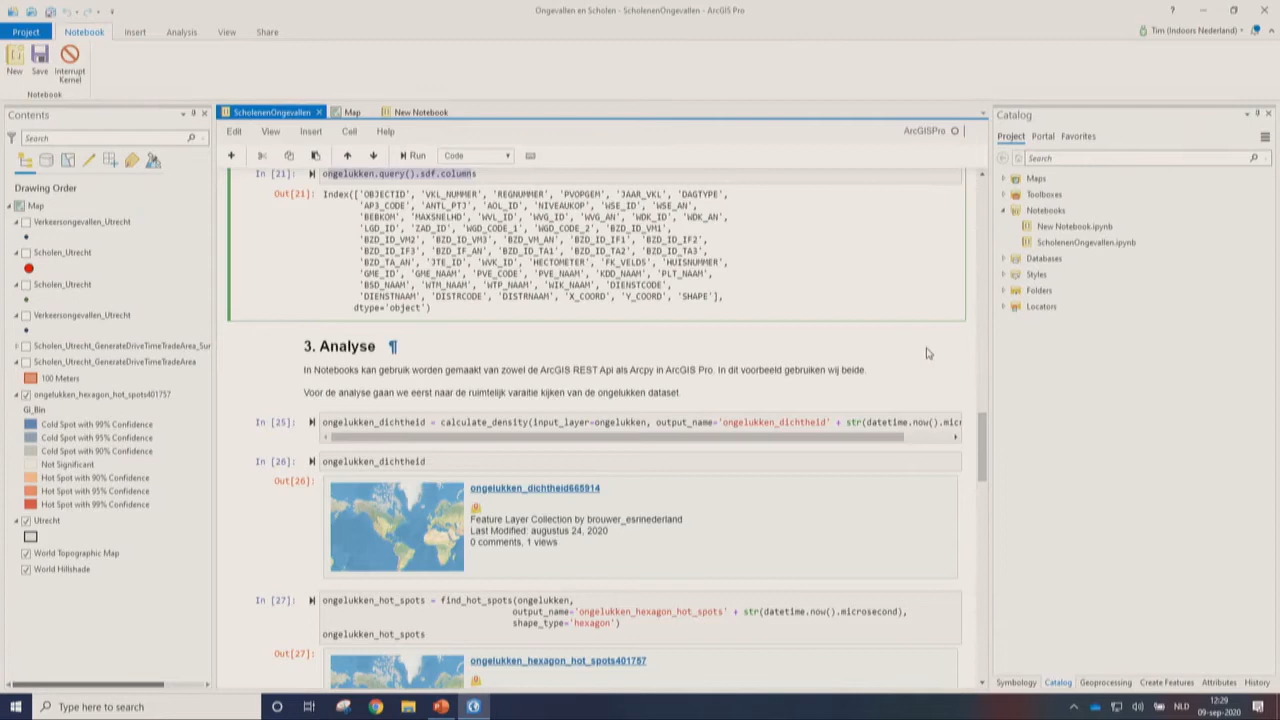 Ongevallen en Scholen - ScholenenOngevallen - ArcGIS Pro
Project
Notebook
Insert
Analysis
View
Share
Tim (Indoors Nederland)
New
Save
Interrupt
Kernel
Notebook
Contents
Search
Drawing Order
Map
Verkeersongevallen_Utrecht
Scholen_Utrecht
Scholen_Utrecht
Verkeersongevallen_Utrecht
Scholen_Utrecht_GenerateDriveTimeTradeArea_Sur
Scholen_Utrecht_GenerateDriveTimeTradeArea
100 Meters
ongelukken_hexagon_hot_spots401757
Gi_Bin
Cold Spot with 99% Confidence
Cold Spot with 95% Confidence
Cold Spot with 90% Confidence
Not Significant
Hot Spot with 90% Confidence
Hot Spot with 95% Confidence
Hot Spot with 99% Confidence
Utrecht
World Topographic Map
World Hillshade
ScholenenOngevallen
Map
New Notebook
Edit
View
Insert
Cell
Help
ArcGISPro
Run
Code
In [21]
ongelukken.query().sdf.columns
Out[21]:
Index(['OBJECTID', 'VKL_NUMMER', 'REGNUMMER', 'PVOPGEM', 'JAAR_VKL', 'DAGTYPE',
'AP3_CODE', 'ANTL_PTJ', 'AOL_ID', 'NIVEAUKOP', 'WSE_ID', 'WSE_AN',
'BEBKOM', 'MAXSNELHD', 'WVL_ID', 'WVG_ID', 'WVG_AN', 'WDK_ID', 'WDK_AN',
'LGD_ID', 'ZAD_ID', 'WGD_CODE_1', 'WGD_CODE_2', 'BZD_ID_VM1',
'BZD_ID_VM2', 'BZD_ID_VM3', 'BZD_VM_AN', 'BZD_ID_IF1', 'BZD_ID_IF2',
'BZD_ID_IF3', 'BZD_IF_AN', 'BZD_ID_TA1', 'BZD_ID_TA2', 'BZD_ID_TA3',
'BZD_TA_AN', 'JTE_ID', 'WVK_ID', 'HECTOMETER', 'FK_VELD5', 'HUISNUMMER',
'GME_ID', 'GME_NAAM', 'PVE_CODE', 'PVE_NAAM', 'KDD_NAAM', 'PLT_NAAM',
'BSD_NAAM', 'WTM_NAAM', 'WTP_NAAM', 'WIK_NAAM', 'DIENSTCODE',
'DIENSTNAAM', 'DISTRCODE', 'DISTRNAAM', 'X_COORD', 'Y_COORD', 'SHAPE'],
dtype='object')
3. Analyse ¶
In Notebooks kan gebruik worden gemaakt van zowel de ArcGIS REST Api als Arcpy in ArcGIS Pro. In dit voorbeeld gebruiken wij beide.
Voor de analyse gaan we eerst naar de ruimtelijk varaitie kijken van de ongelukken dataset.
In [25]:
ongelukken_dichtheid = calculate_density(input_layer=ongelukken, output_name='ongelukken_dichtheid' + str(datetime.now().micr
In [26]:
ongelukken_dichtheid
Out[26]:
ongelukken_dichtheid665914
Feature Layer Collection by brouwer_esrinederland
Last Modified: augustus 24, 2020
0 comments, 1 views
In [27]:
ongelukken_hot_spots = find_hot_spots(ongelukken,
output_name='ongelukken_hexagon_hot_spots' + str(datetime.now().microsecond),
shape_type='hexagon')
ongelukken_hot_spots
Out[27]:
ongelukken_hexagon_hot_spots401757
Catalog
Project
Portal
Favorites
Search
Maps
Toolboxes
Notebooks
New Notebook.ipynb
ScholenenOngevallen.ipynb
Databases
Styles
Folders
Locators
Symbology
Catalog
Geoprocessing
Create Features
Attributes
History
Type here to search
NLD
12:29
09-sep-2020